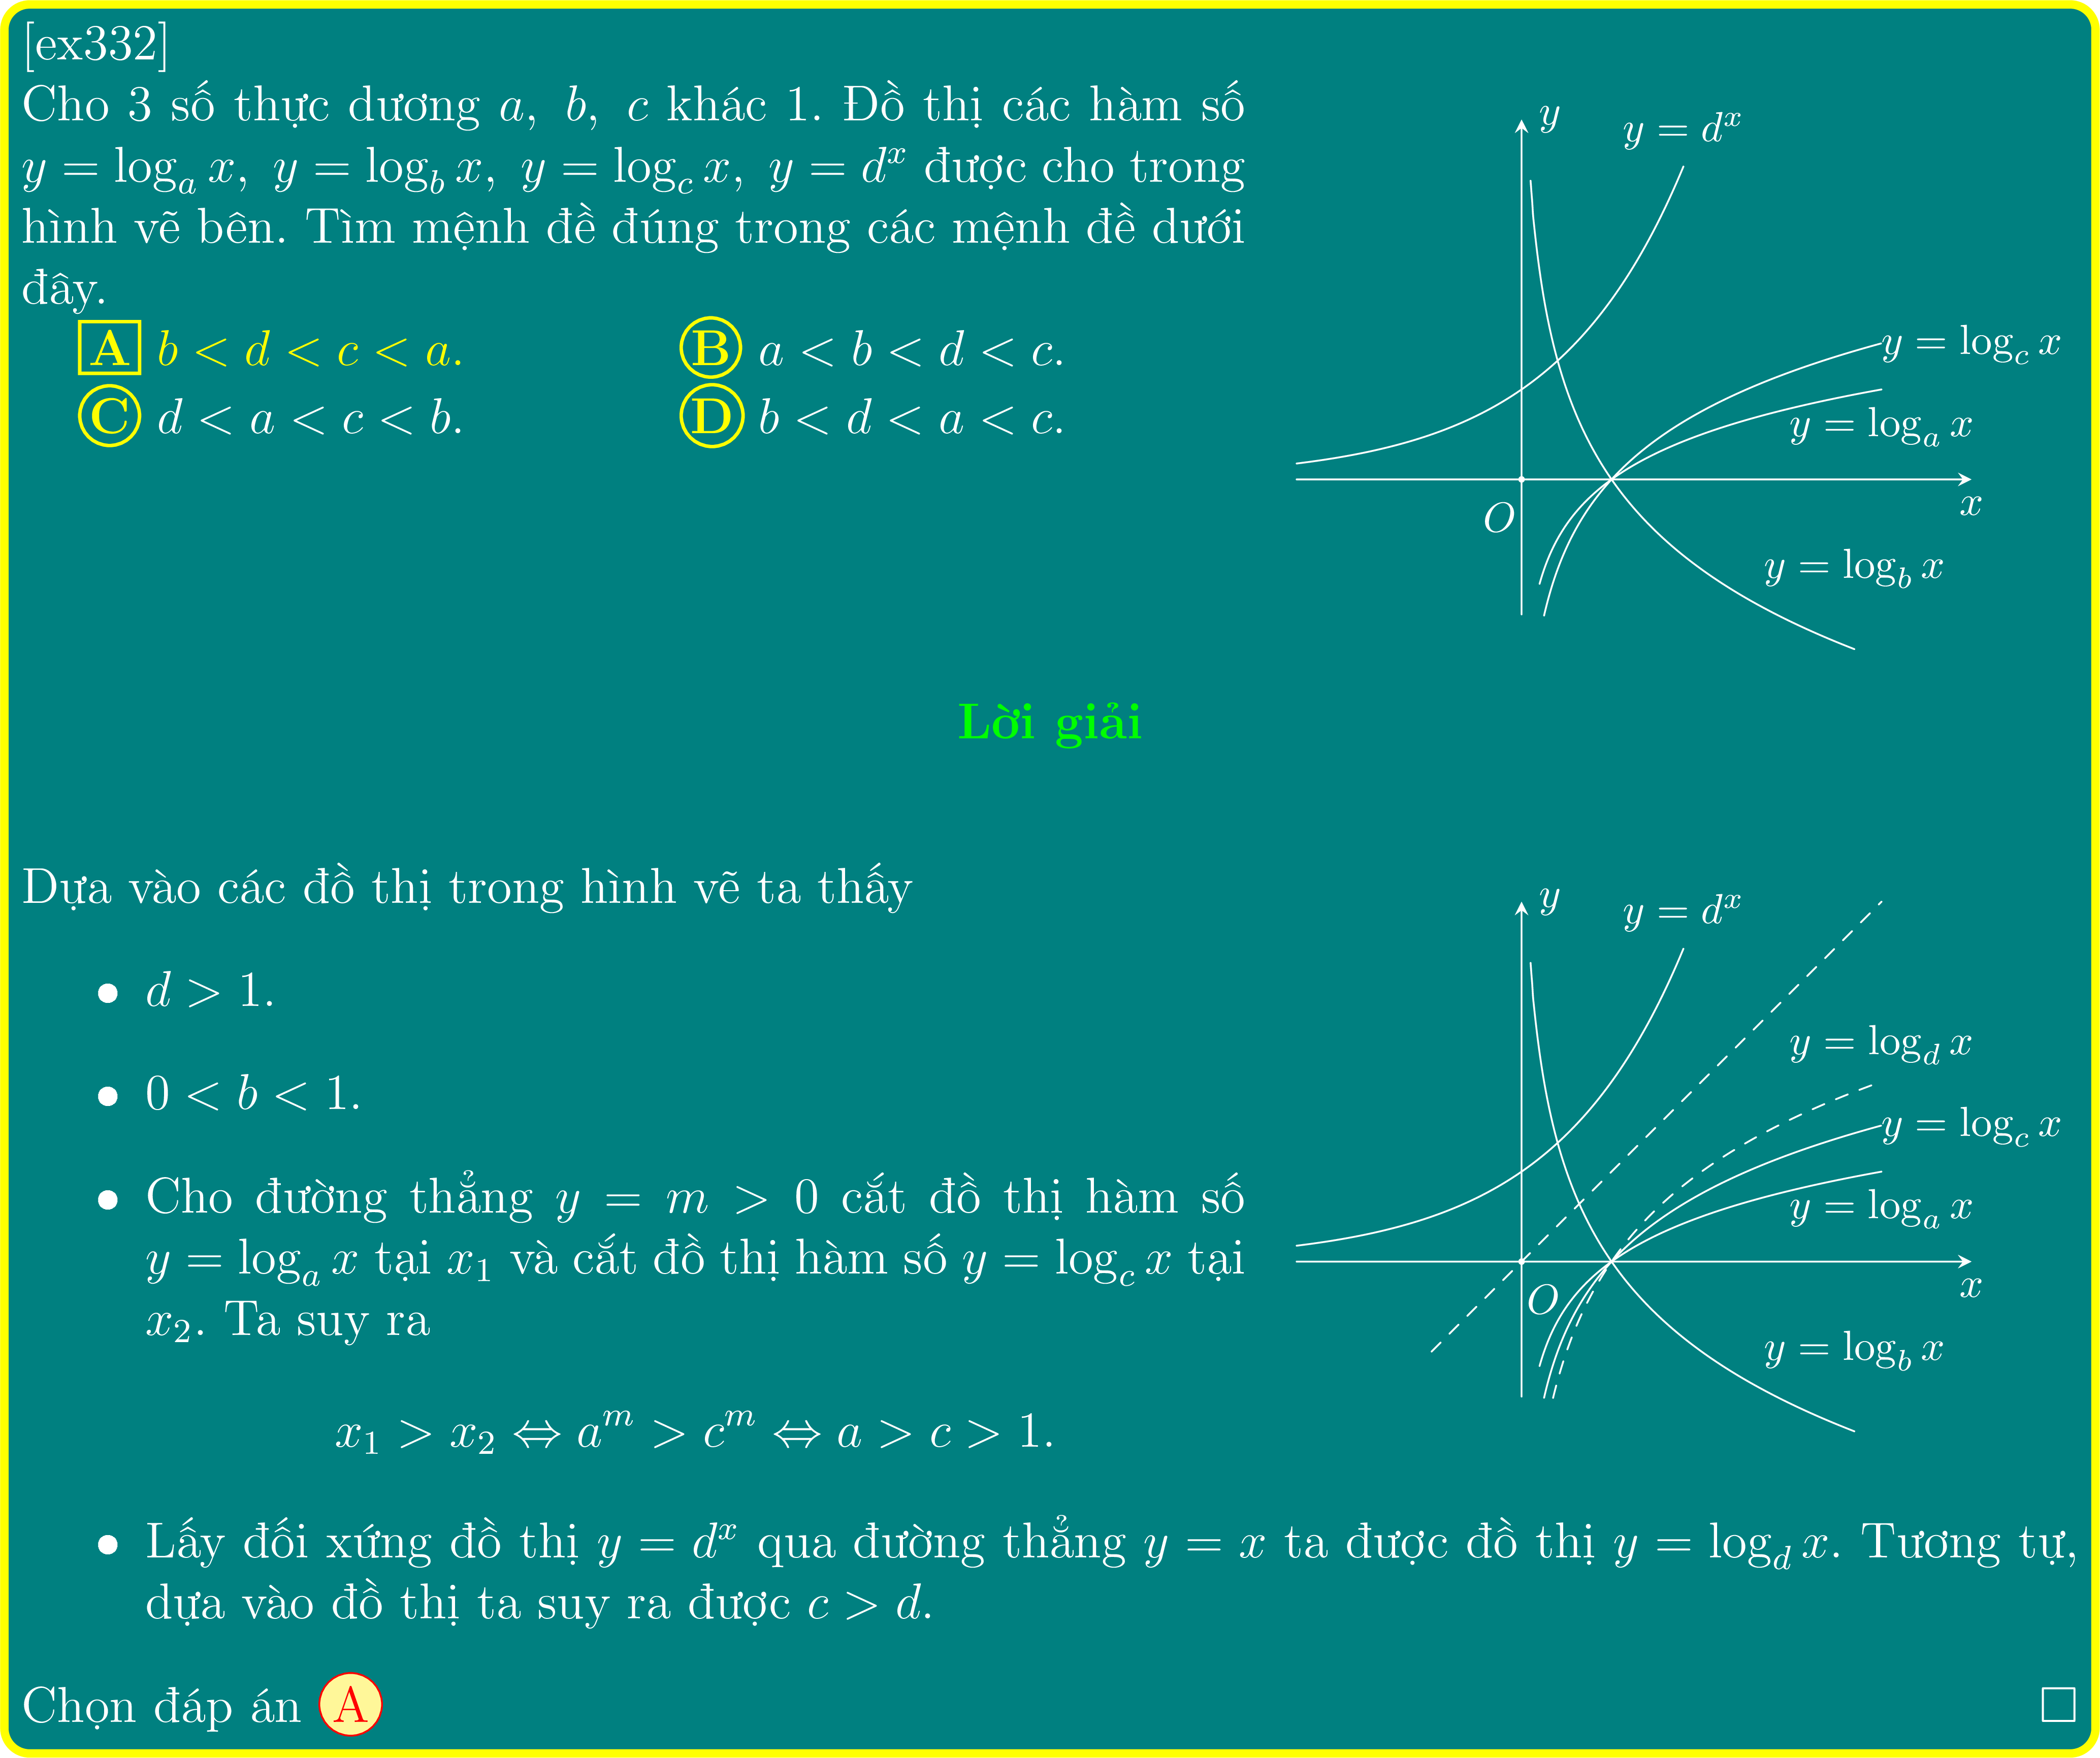 [ex332]
Cho 3 số thực dương a, b, c khác 1. Đồ thị các hàm số
y = log_a x, y = log_b x, y = log_c x, y = d^x được cho trong
hình vẽ bên. Tìm mệnh đề đúng trong các mệnh đề dưới
đây.
A b < d < c < a. B a < b < d < c.
C d < a < c < b. D b < d < a < c.
y
y = d^x
y = log_c x
y = log_a x
x
O
y = log_b x
Lời giải
Dựa vào các đồ thị trong hình vẽ ta thấy
• d > 1.
• 0 < b < 1.
• Cho đường thẳng y = m > 0 cắt đồ thị hàm số
y = log_a x tại x_1 và cắt đồ thị hàm số y = log_c x tại
x_2. Ta suy ra
x_1 > x_2 ⇔ a^m > c^m ⇔ a > c > 1.
y
y = d^x
y = log_d x
y = log_c x
y = log_a x
x
O
y = log_b x
• Lấy đối xứng đồ thị y = d^x qua đường thẳng y = x ta được đồ thị y = log_d x. Tương tự,
dựa vào đồ thị ta suy ra được c > d.
Chọn đáp án A □